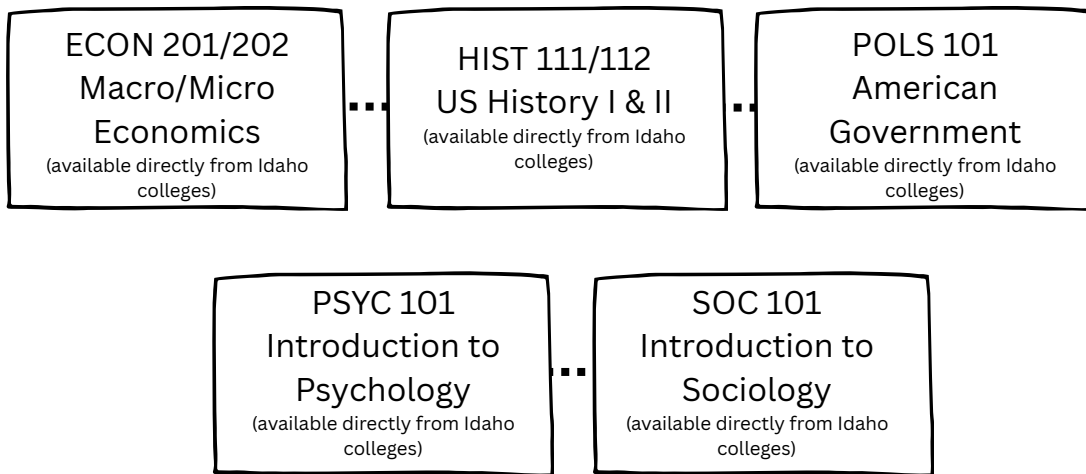 ECON 201/202
Macro/Micro
Economics
(available directly from Idaho
colleges)
HIST 111/112
US History I & II
(available directly from Idaho
colleges)
POLS 101
American
Government
(available directly from Idaho
colleges)
PSYC 101
Introduction to
Psychology
(available directly from Idaho
colleges)
SOC 101
Introduction to
Sociology
(available directly from Idaho
colleges)